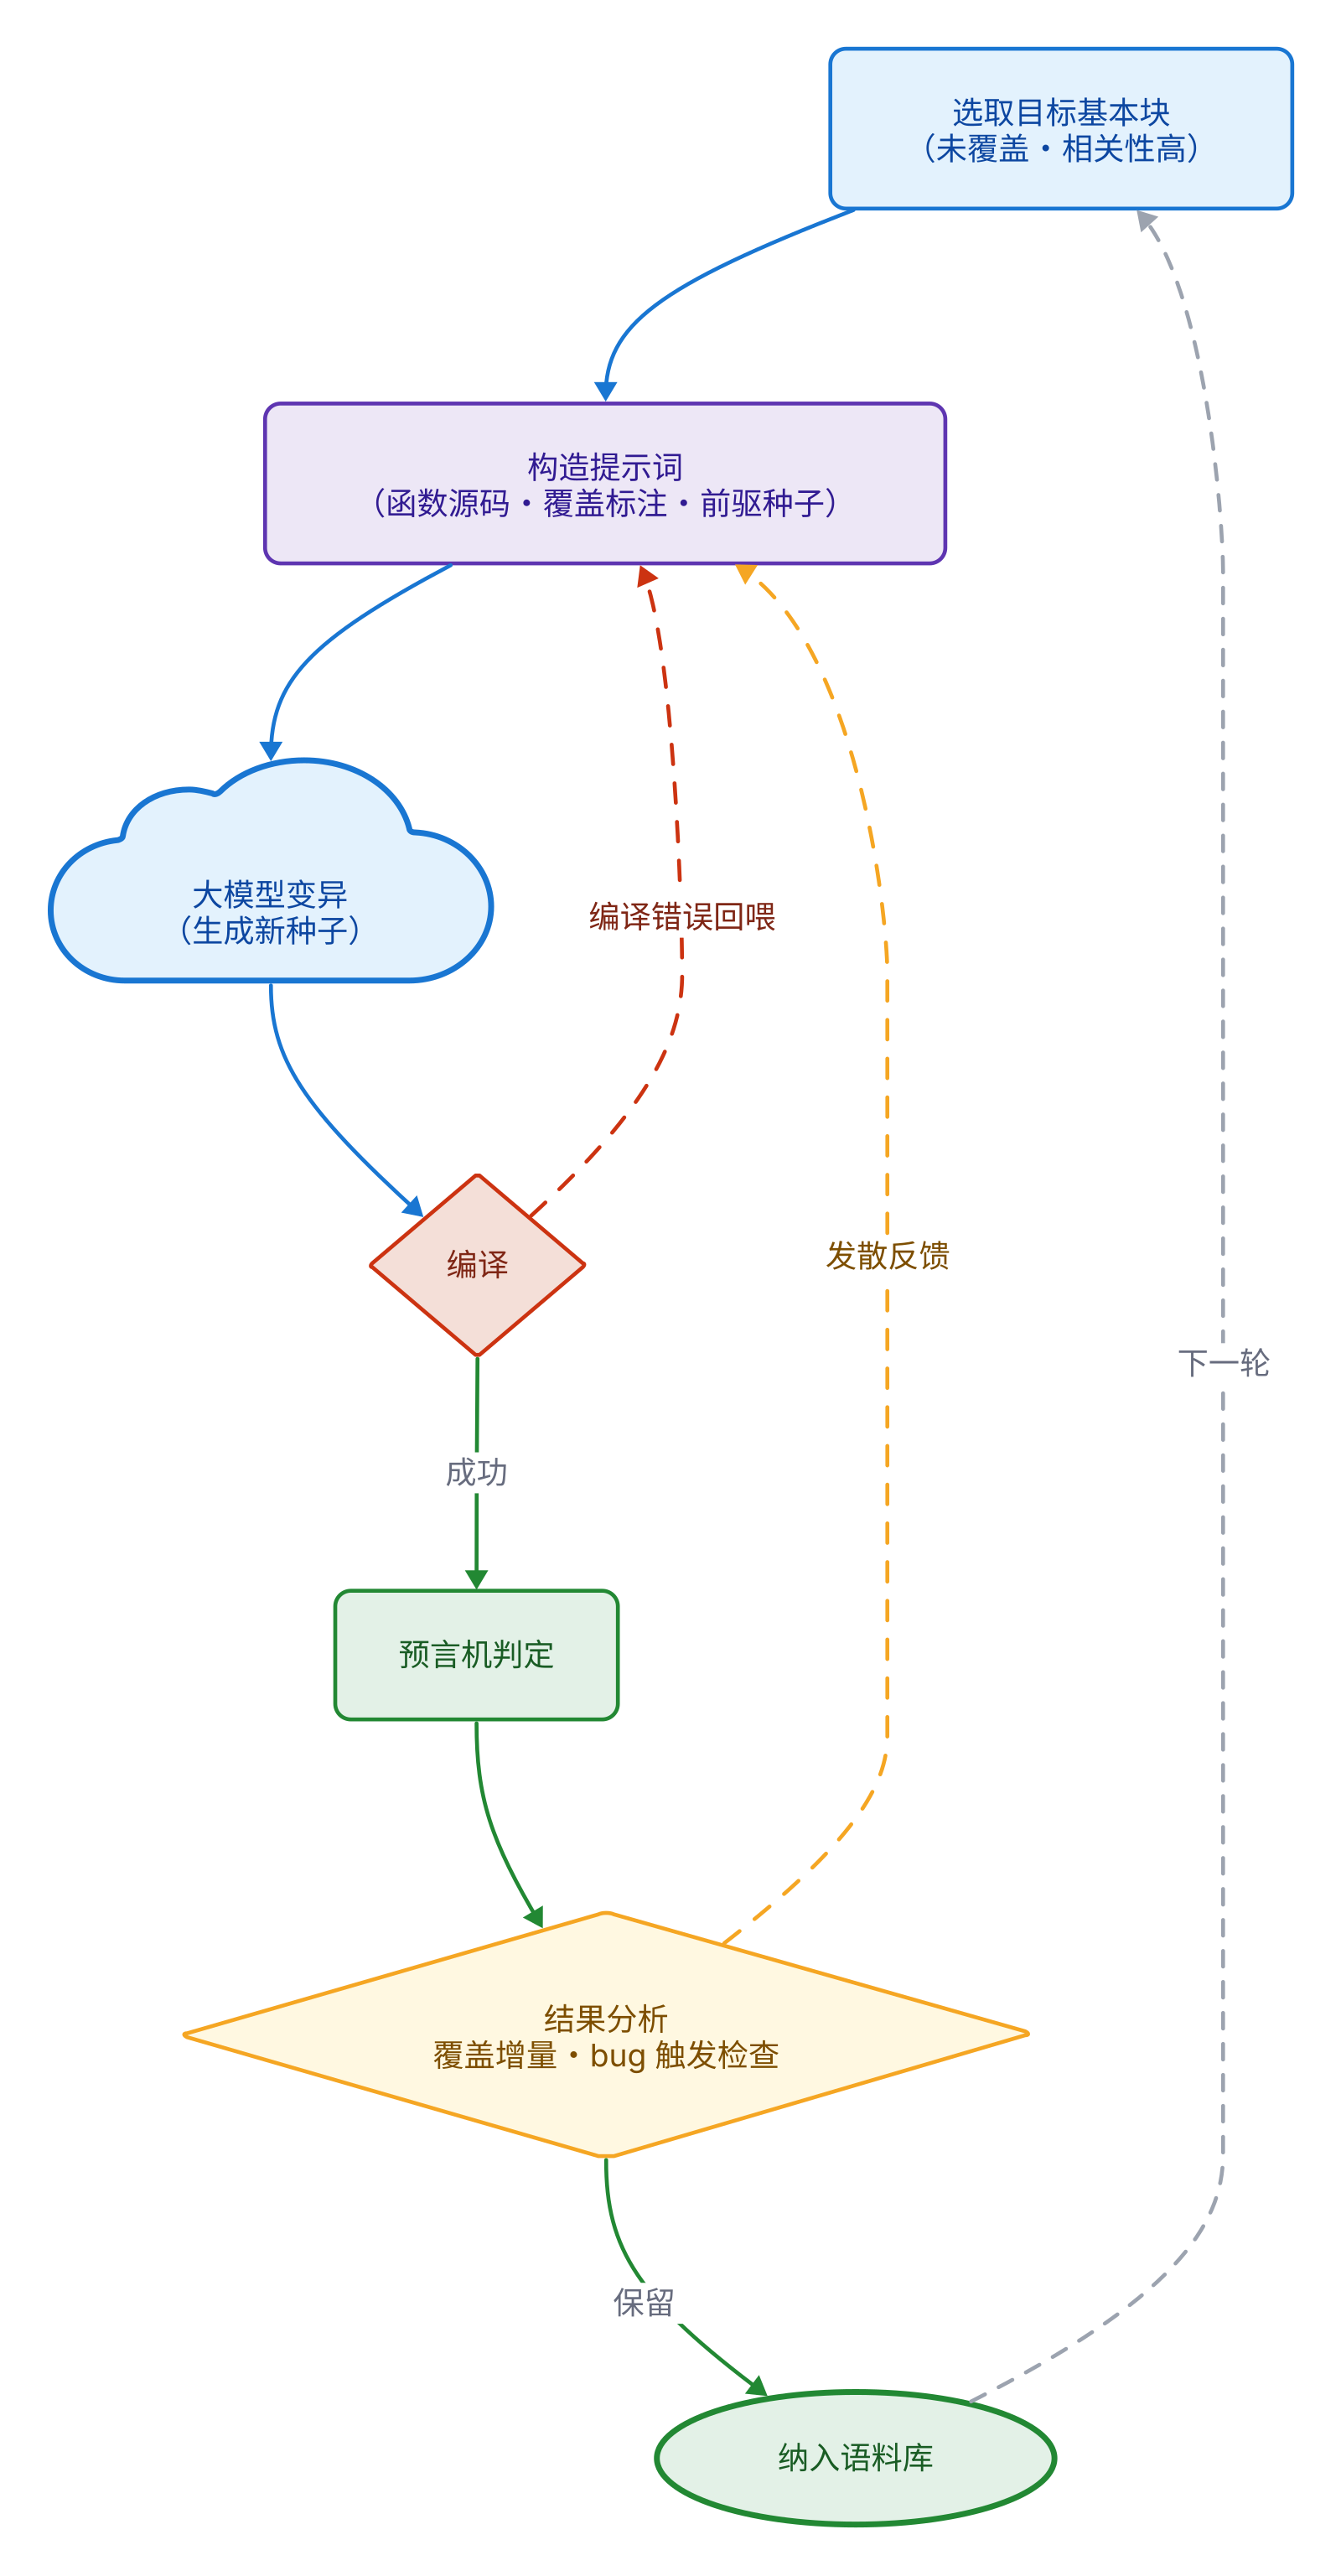 选取目标基本块
（未覆盖・相关性高）
构造提示词
（函数源码・覆盖标注・前驱种子）
大模型变异
（生成新种子）
编译错误回喂
编译
发散反馈
下一轮
成功
预言机判定
结果分析
覆盖增量・bug 触发检查
保留
纳入语料库